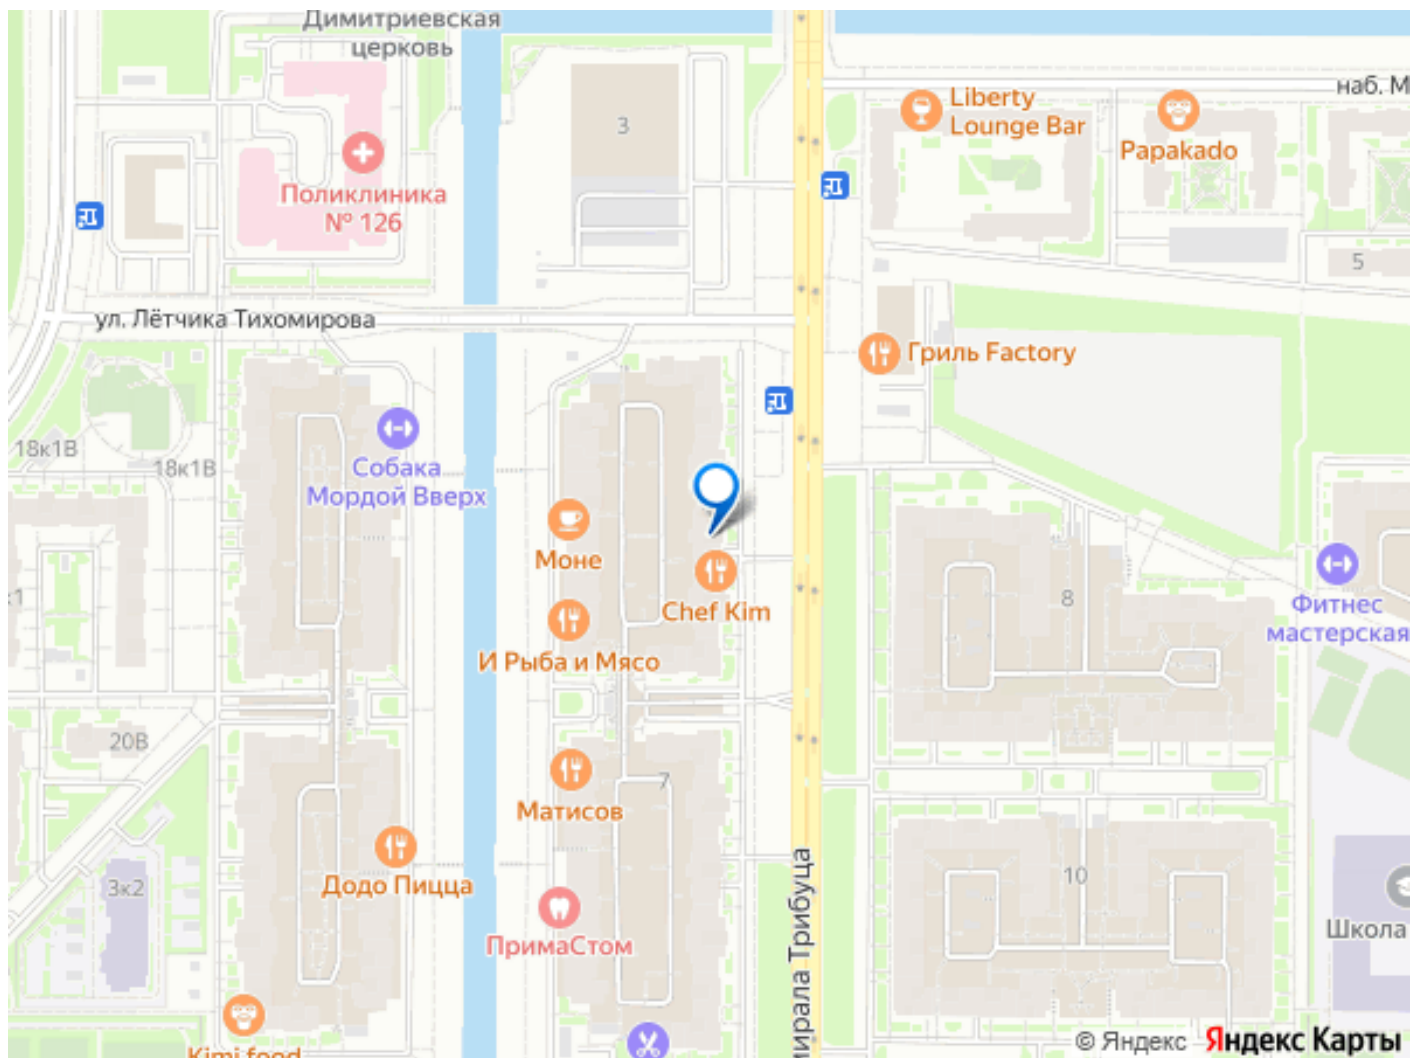 Димитриевская
церковь
наб. М
Liberty
Lounge Bar
Papakado
3
Поликлиника
№ 126
5
ул. Лётчика Тихомирова
Гриль Factory
18к1В
18к1В
Собака
Мордой Вверх
Моне
Chef Kim
8
Фитнес
мастерская
к1
И Рыба и Мясо
20В
7
Матисов
3к2
Додо Пицца
10
мирала Трибуца
Школа
ПримаСтом
Kimi food
© Яндекс Яндекс Карты